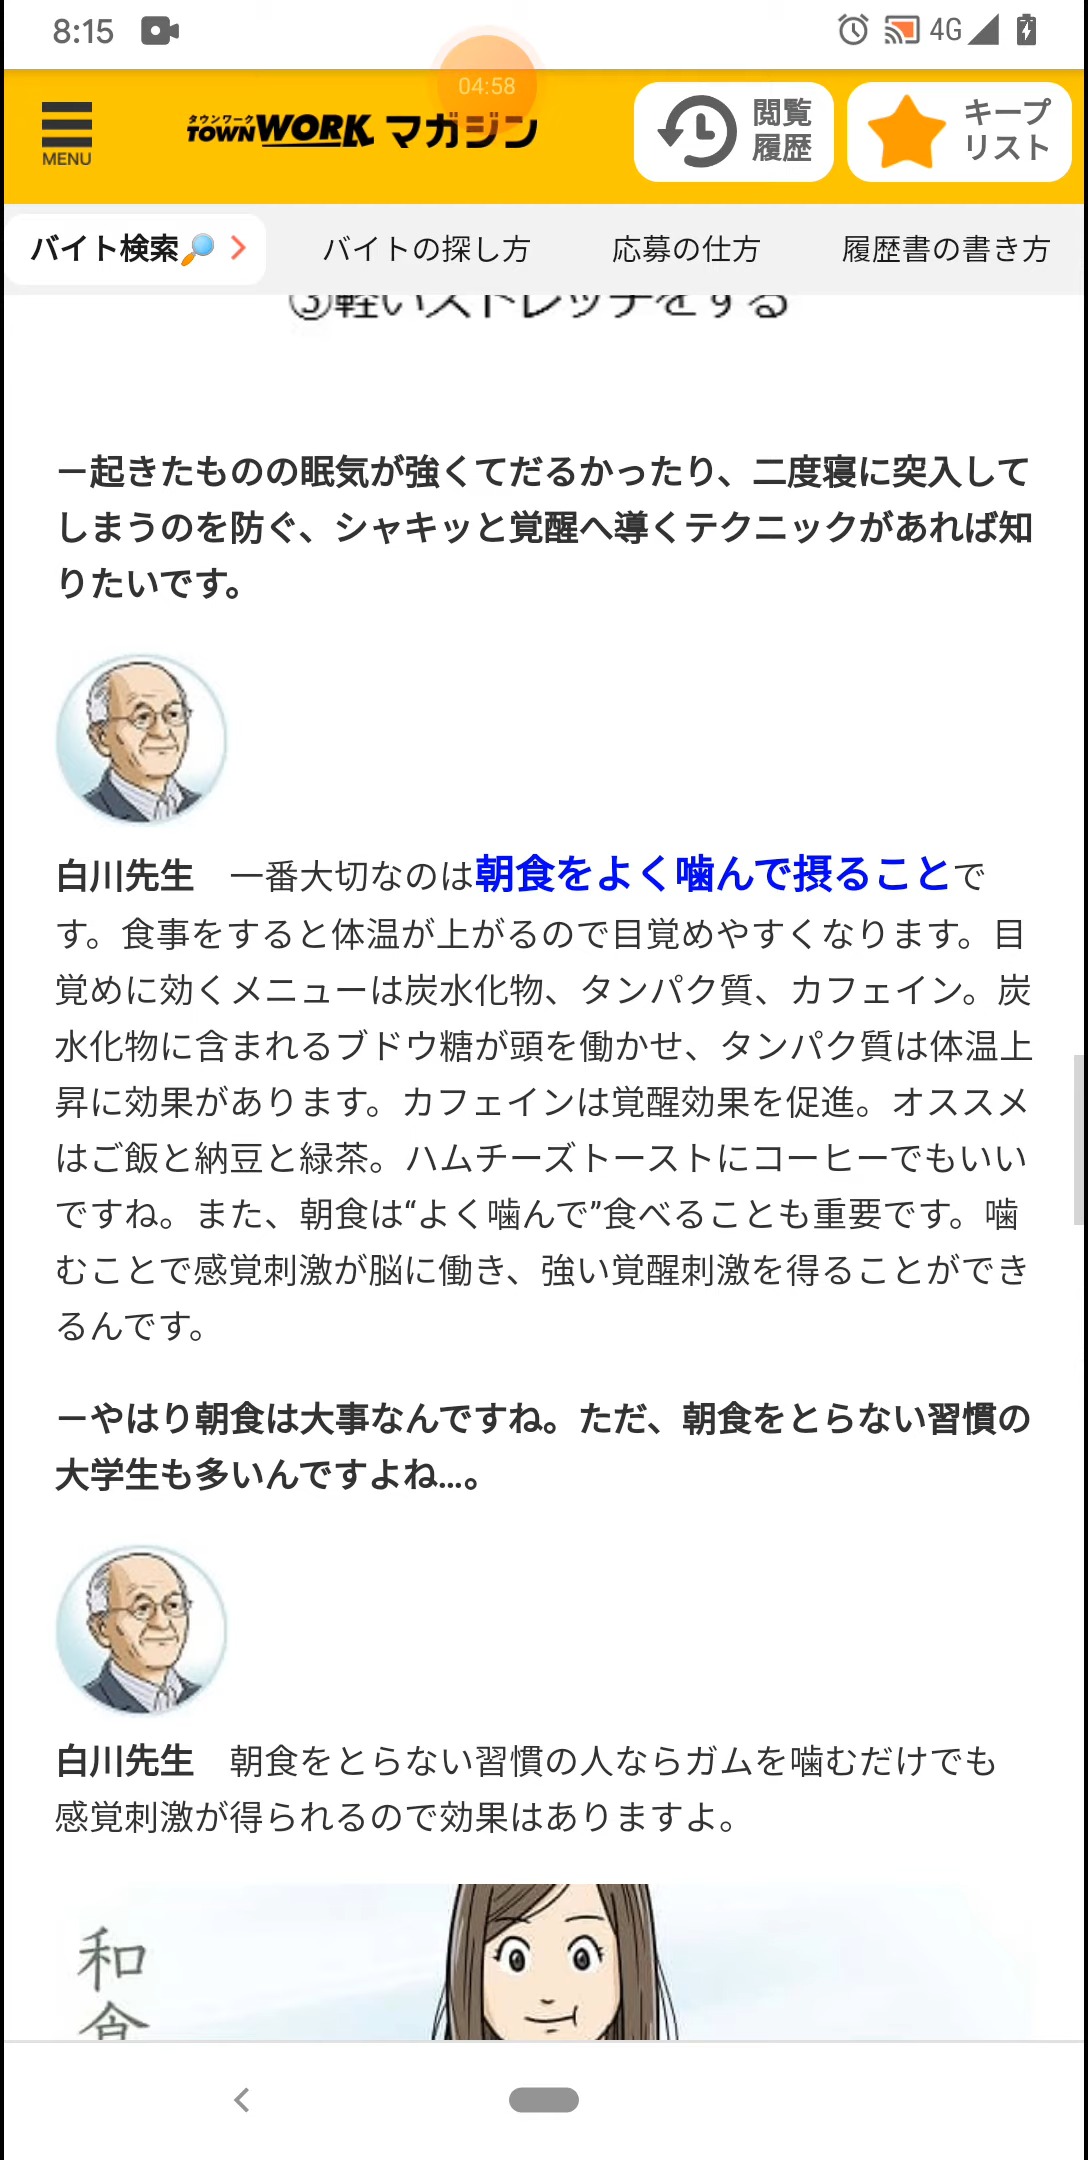 8:15
4G
04:58
MENU
タウンワーク
TOWNWORK マガジン
閲覧
履歴
キープ
リスト
バイト検索
バイトの探し方
応募の仕方
履歴書の書き方
③軽いストレッチをする
ー起きたものの眠気が強くてだるかったり、二度寝に突入して
しまうのを防ぐ、シャキッと覚醒へ導くテクニックがあれば知
りたいです。
白川先生　一番大切なのは朝食をよく噛んで摂ることで
す。食事をすると体温が上がるので目覚めやすくなります。目
覚めに効くメニューは炭水化物、タンパク質、カフェイン。炭
水化物に含まれるブドウ糖が頭を働かせ、タンパク質は体温上
昇に効果があります。カフェインは覚醒効果を促進。オススメ
はご飯と納豆と緑茶。ハムチーズトーストにコーヒーでもいい
ですね。また、朝食は“よく噛んで”食べることも重要です。噛
むことで感覚刺激が脳に働き、強い覚醒刺激を得ることができ
るんです。
ーやはり朝食は大事なんですね。ただ、朝食をとらない習慣の
大学生も多いんですよね…。
白川先生　朝食をとらない習慣の人ならガムを噛むだけでも
感覚刺激が得られるので効果はありますよ。
和食